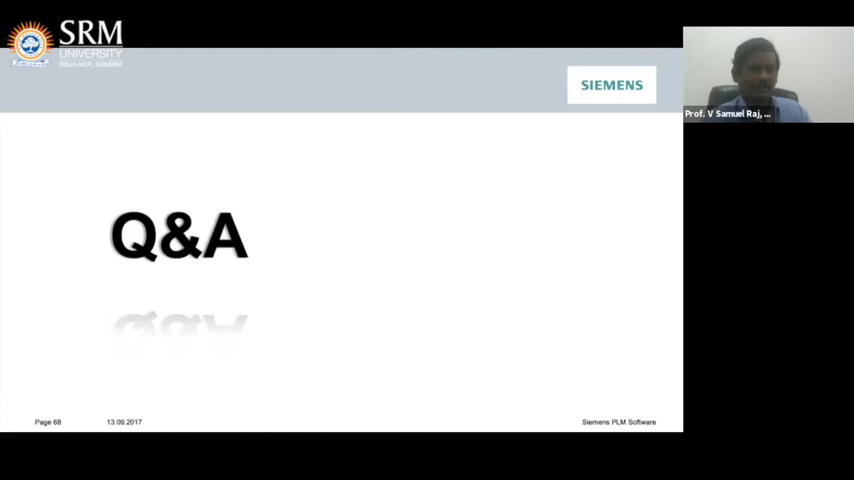 SRM
UNIVERSITY
DELHI-NCR, SONEPAT
SIEMENS
Prof. V Samuel Raj, ...
Q&A
Page 68
13.09.2017
Siemens PLM Software